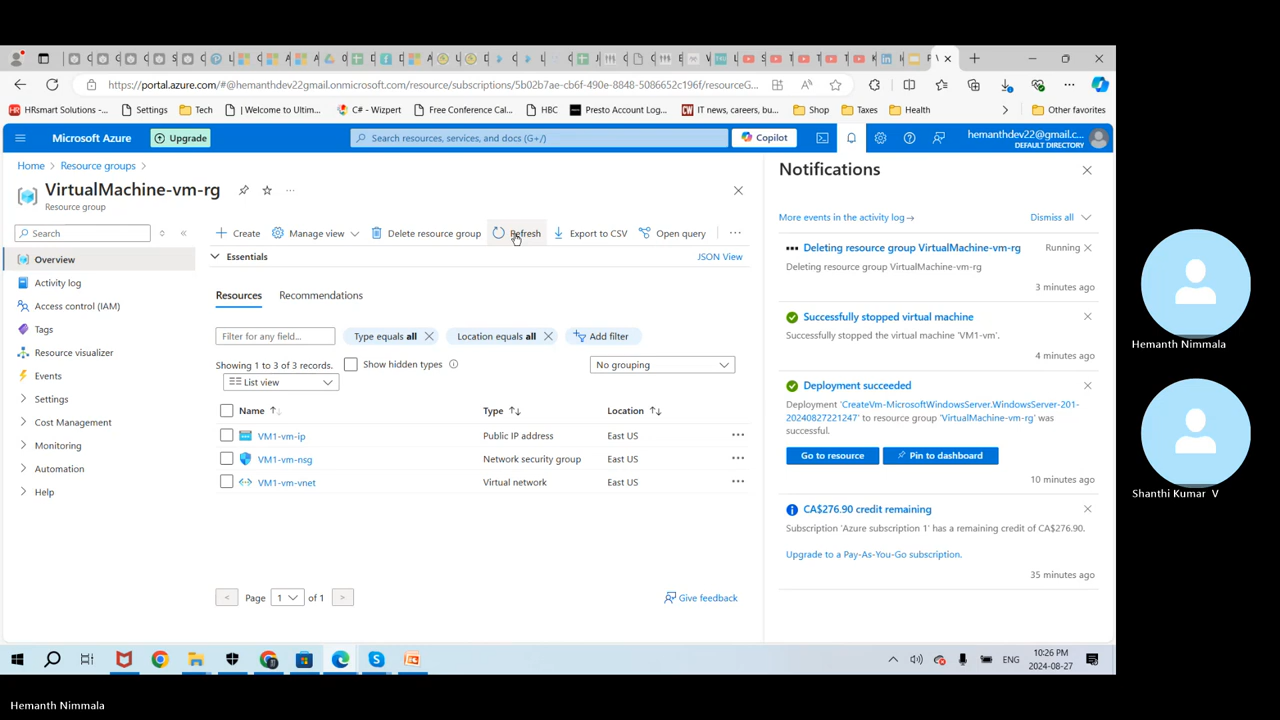 https://portal.azure.com/#@hemanthdev22gmail.onmicrosoft.com/resource/subscriptions/5b02b7ae-cb6f-490e-8848-5086652c196f/resourceG...
HRsmart Solutions -... Settings Tech | Welcome to Ultim... C# - Wizpert Free Conference Cal... HBC Presto Account Log... IT news, careers, bu... Shop Taxes Health Other favorites
Microsoft Azure Upgrade Search resources, services, and docs (G+/) Copilot hemanthdev22@gmail.c...
DEFAULT DIRECTORY
Home > Resource groups >
VirtualMachine-vm-rg
Resource group
Search
Overview
Activity log
Access control (IAM)
Tags
Resource visualizer
Events
Settings
Cost Management
Monitoring
Automation
Help
Create Manage view Delete resource group Refresh Export to CSV Open query
Essentials JSON View
Resources Recommendations
Filter for any field... Type equals all Location equals all Add filter
Showing 1 to 3 of 3 records. Show hidden types No grouping
List view
Name Type Location
VM1-vm-ip Public IP address East US
VM1-vm-nsg Network security group East US
VM1-vm-vnet Virtual network East US
< Page 1 of 1 > Give feedback
Notifications
More events in the activity log → Dismiss all
Deleting resource group VirtualMachine-vm-rg Running
Deleting resource group VirtualMachine-vm-rg
3 minutes ago
Successfully stopped virtual machine
Successfully stopped the virtual machine 'VM1-vm'.
4 minutes ago
Deployment succeeded
Deployment 'CreateVm-MicrosoftWindowsServer.WindowsServer-201-
20240827221247' to resource group 'VirtualMachine-vm-rg' was
successful.
Go to resource Pin to dashboard
10 minutes ago
CA$276.90 credit remaining
Subscription 'Azure subscription 1' has a remaining credit of CA$276.90.
Upgrade to a Pay-As-You-Go subscription.
35 minutes ago
ENG 10:26 PM
2024-08-27
Hemanth Nimmala
Shanthi Kumar V
Hemanth Nimmala